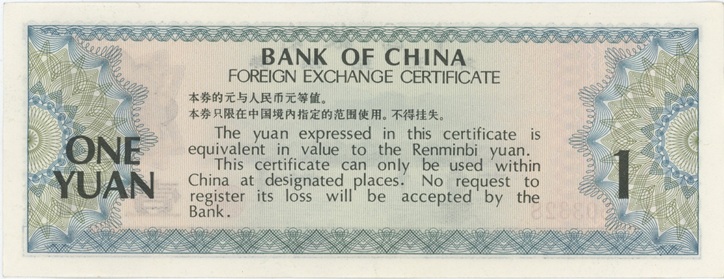 BANK OF CHINA
FOREIGN EXCHANGE CERTIFICATE
本券的元与人民币元等值。
本券只限在中国境内指定的范围使用。不得挂失。
The yuan expressed in this certificate is
equivalent in value to the Renminbi yuan.
This certificate can only be used within
China at designated places. No request to
register its loss will be accepted by the
Bank.
ONE
YUAN
1